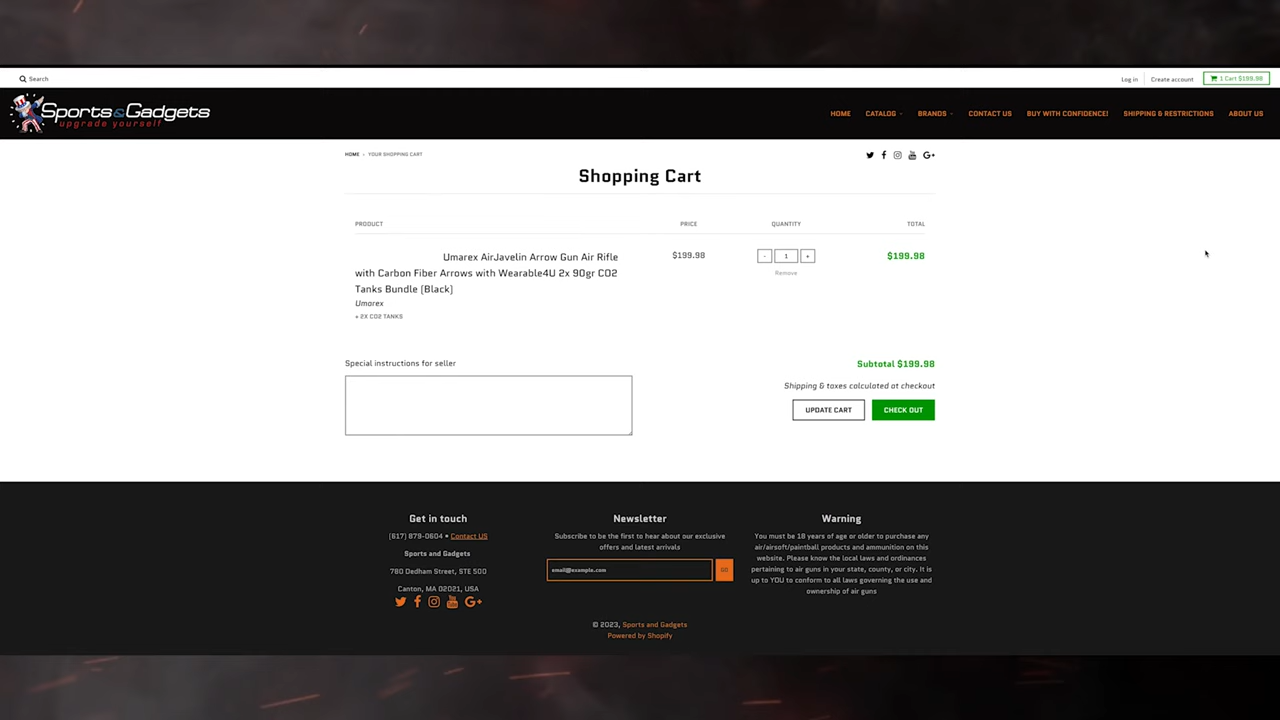 Search
Log in
Create account
1 Cart $199.98
Sports&Gadgets
upgrade yourself
HOME
CATALOG
BRANDS
CONTACT US
BUY WITH CONFIDENCE!
SHIPPING & RESTRICTIONS
ABOUT US
HOME › YOUR SHOPPING CART
Shopping Cart
PRODUCT
PRICE
QUANTITY
TOTAL
Umarex AirJavelin Arrow Gun Air Rifle
with Carbon Fiber Arrows with Wearable4U 2x 90gr CO2
Tanks Bundle (Black)
Umarex
+ 2X CO2 TANKS
$199.98
- 1 +
Remove
$199.98
Special instructions for seller
Subtotal $199.98
Shipping & taxes calculated at checkout
UPDATE CART
CHECK OUT
Get in touch
(617) 879-0604 • Contact US
Sports and Gadgets
780 Dedham Street, STE 500
Canton, MA 02021, USA
Newsletter
Subscribe to be the first to hear about our exclusive
offers and latest arrivals
email@example.com
GO
Warning
You must be 18 years of age or older to purchase any
air/airsoft/paintball products and ammunition on this
website. Please know the local laws and ordinances
pertaining to air guns in your state, county, or city. It is
up to YOU to conform to all laws governing the use and
ownership of air guns
© 2023, Sports and Gadgets
Powered by Shopify